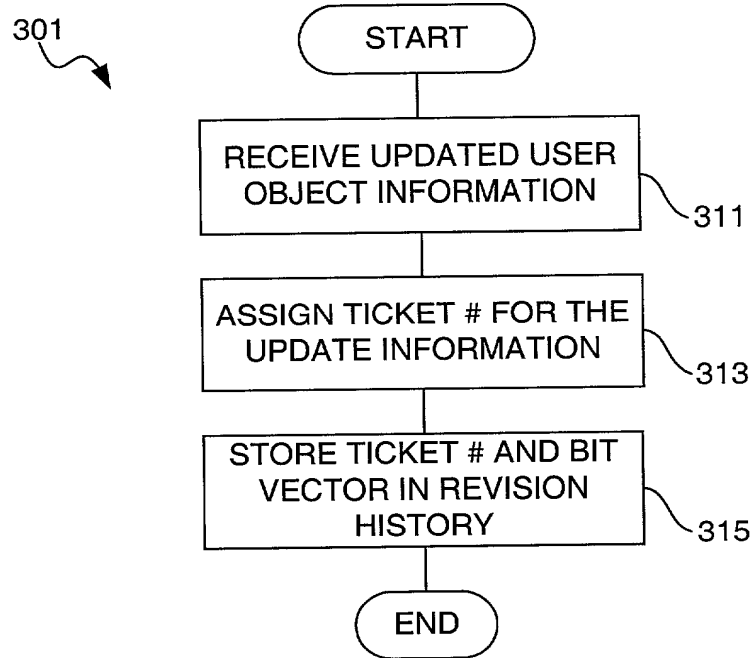 301
START
RECEIVE UPDATED USER
OBJECT INFORMATION
311
ASSIGN TICKET # FOR THE
UPDATE INFORMATION
313
STORE TICKET # AND BIT
VECTOR IN REVISION
HISTORY
315
END